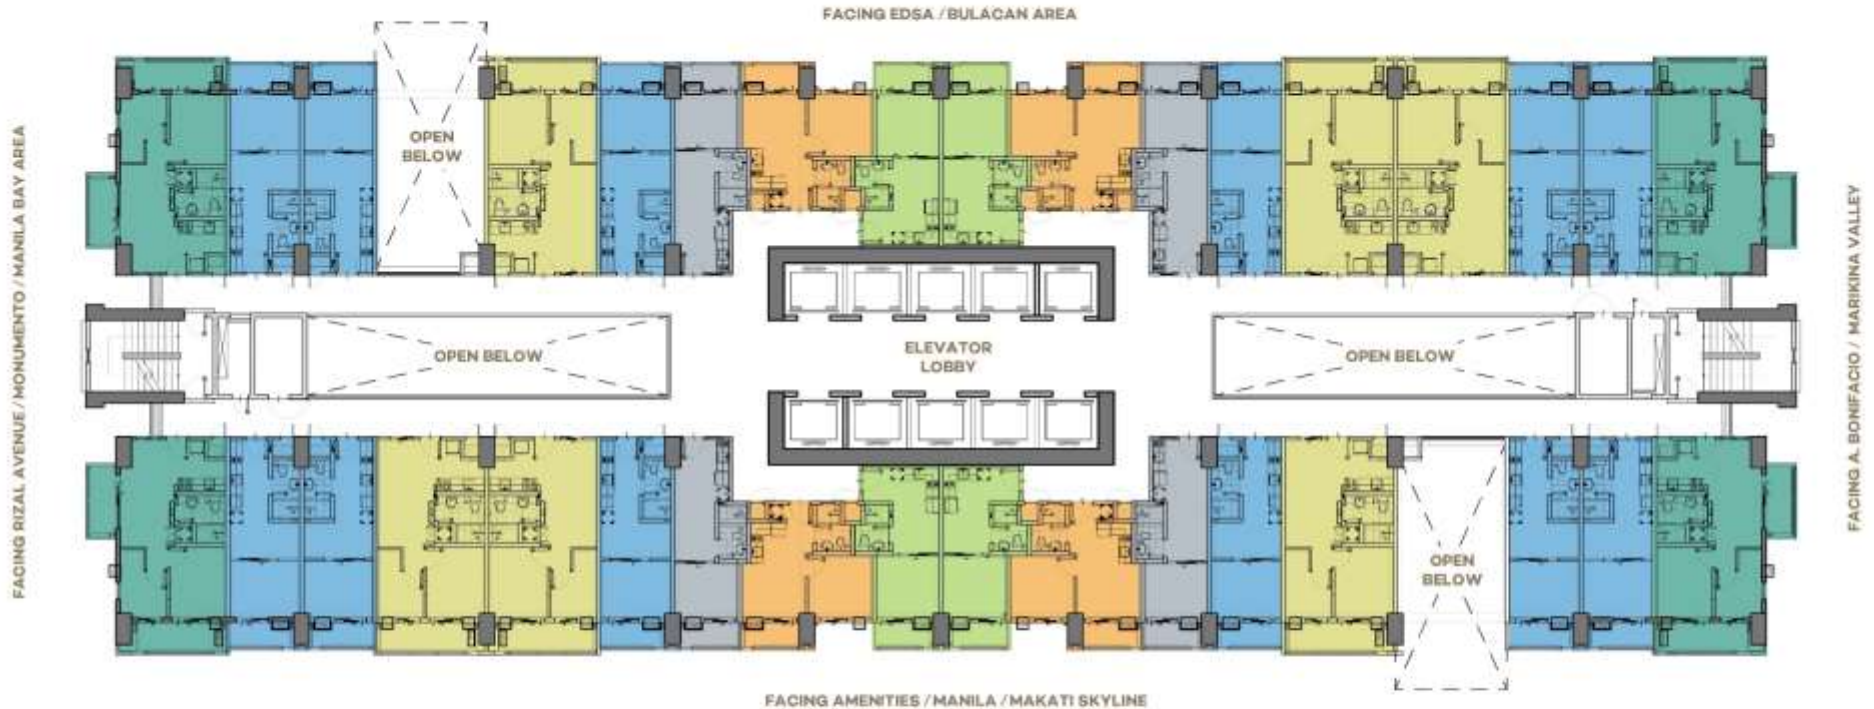 FACING EDSA / BULACAN AREA
OPEN
BELOW
FACING RIZAL AVENUE / MONUMENTO / MANILA BAY AREA
FACING A. BONIFACIO / MARIKINA VALLEY
OPEN BELOW
ELEVATOR
LOBBY
OPEN BELOW
OPEN
BELOW
FACING AMENITIES / MANILA / MAKATI SKYLINE